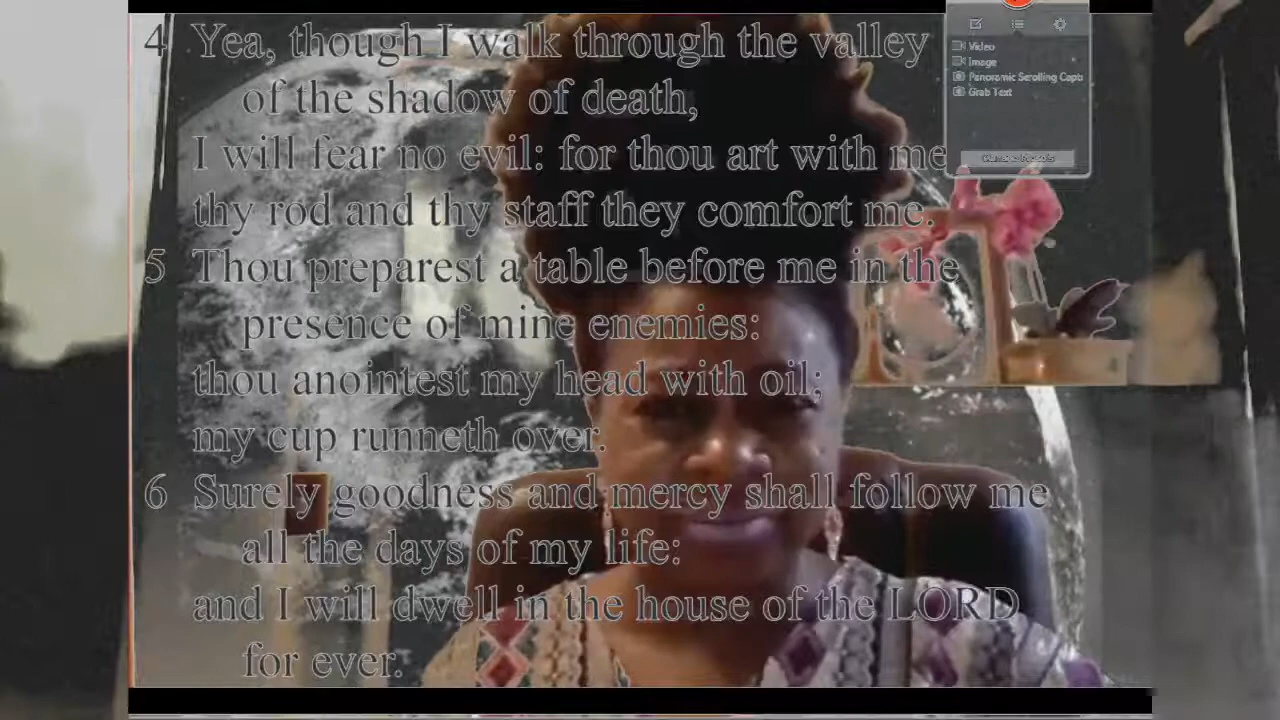 4 Yea, though I walk through the valley
of the shadow of death,
I will fear no evil: for thou art with me
thy rod and thy staff they comfort me.
5 Thou preparest a table before me in the
presence of mine enemies:
thou anointest my head with oil;
my cup runneth over.
6 Surely goodness and mercy shall follow me
all the days of my life:
and I will dwell in the house of the LORD
for ever.
Video
Image
Panoramic Scrolling Captu
Grab Text